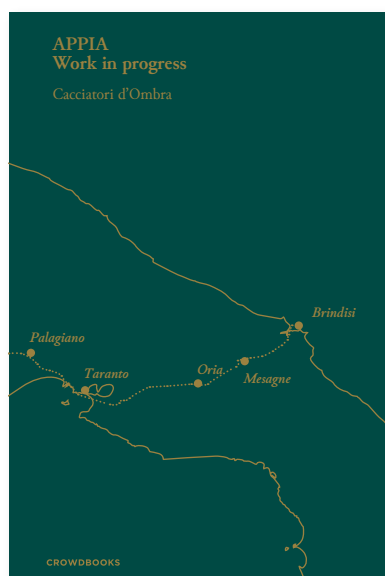 APPIA
Work in progress
Cacciatori d'Ombra
Brindisi
Palagiano
Taranto
Oria
Mesagne
CROWDBOOKS